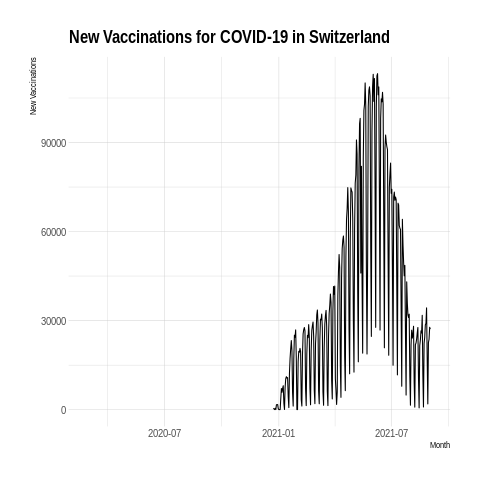 New Vaccinations for COVID-19 in Switzerland
New Vaccinations
90000
60000
30000
0
2020-07
2021-01
2021-07
Month